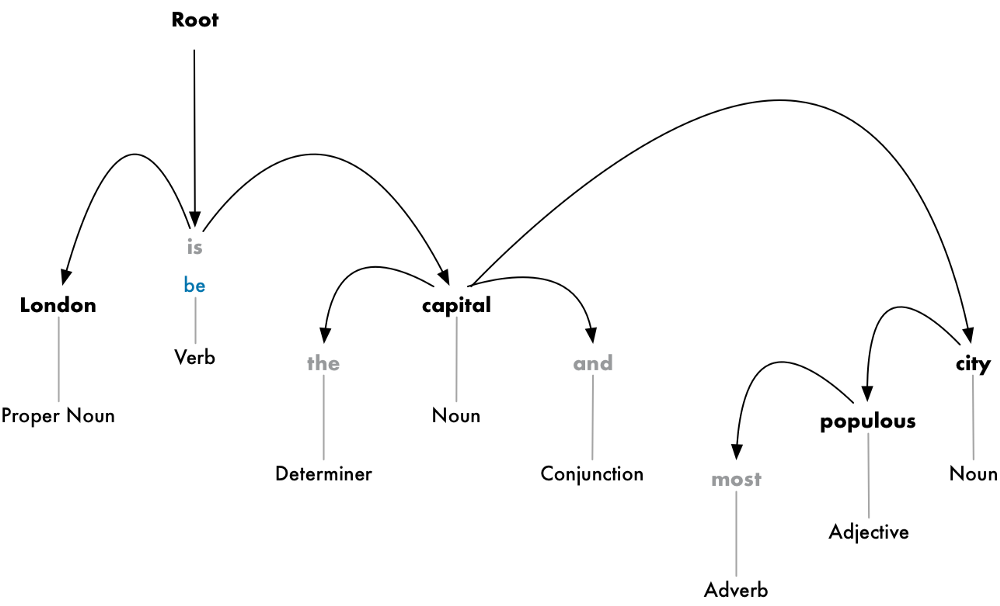 Root
is
be
London
capital
Verb
the
and
city
Proper Noun
Noun
populous
Determiner
Conjunction
most
Noun
Adjective
Adverb